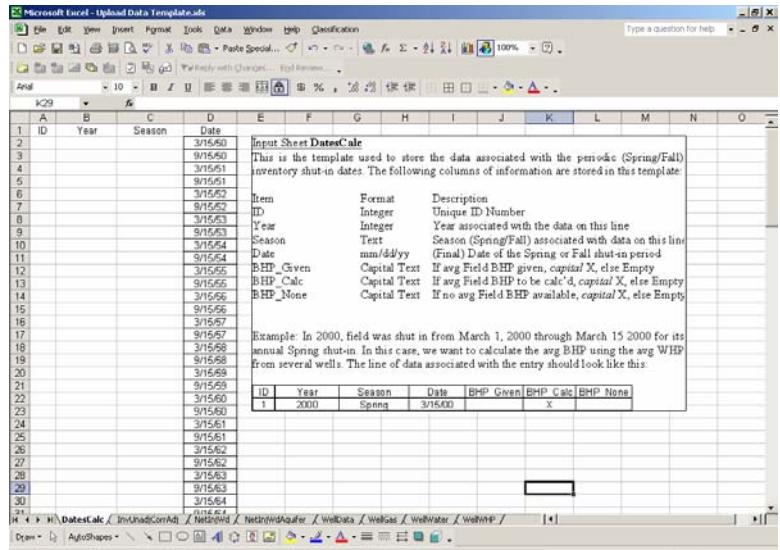 Microsoft Excel - Upload Data Template.xls
File Edit View Insert Format Tools Data Window Help Classification
Type a question for help
Paste Special...
100%
Reply with Changes... End Review...
Arial 10 B I U $ % ,
K29 fx
A B C D E F G H I J K L M N O
1 ID Year Season Date
2 3/15/50
3 9/15/50
4 3/15/51
5 9/15/51
6 3/15/52
7 9/15/52
8 3/15/53
9 9/15/53
10 3/15/54
11 9/15/54
12 3/15/55
13 9/15/55
14 3/15/56
15 9/15/56
16 3/15/57
17 9/15/57
18 3/15/58
19 9/15/58
20 3/15/59
21 9/15/59
22 3/15/60
23 9/15/60
24 3/15/61
25 9/15/61
26 3/15/62
27 9/15/62
28 3/15/63
29 9/15/63
30 3/15/64
31 9/15/64
Input Sheet DatesCalc
This is the template used to store the data associated with the periodic (Spring/Fall)
inventory shut-in dates. The following columns of information are stored in this template:
Item Format Description
ID Integer Unique ID Number
Year Integer Year associated with the data on this line
Season Text Season (Spring/Fall) associated with data on this line
Date mm/dd/yy (Final) Date of the Spring or Fall shut-in period
BHP_Given Capital Text If avg Field BHP given, capital X, else Empty
BHP_Calc Capital Text If avg Field BHP to be calc'd, capital X, else Empty
BHP_None Capital Text If no avg Field BHP available, capital X, else Empty
Example: In 2000, field was shut in from March 1, 2000 through March 15 2000 for its
annual Spring shut-in. In this case, we want to calculate the avg BHP using the avg WHP
from several wells. The line of data associated with the entry should look like this:
ID Year Season Date BHP_Given BHP_Calc BHP_None
1 2000 Spring 3/15/00 X
DatesCalc InvUnadjCorrAdj NetInjWd NetInjWdAquifer WellData WellGas WellWater WellWHP
Draw AutoShapes